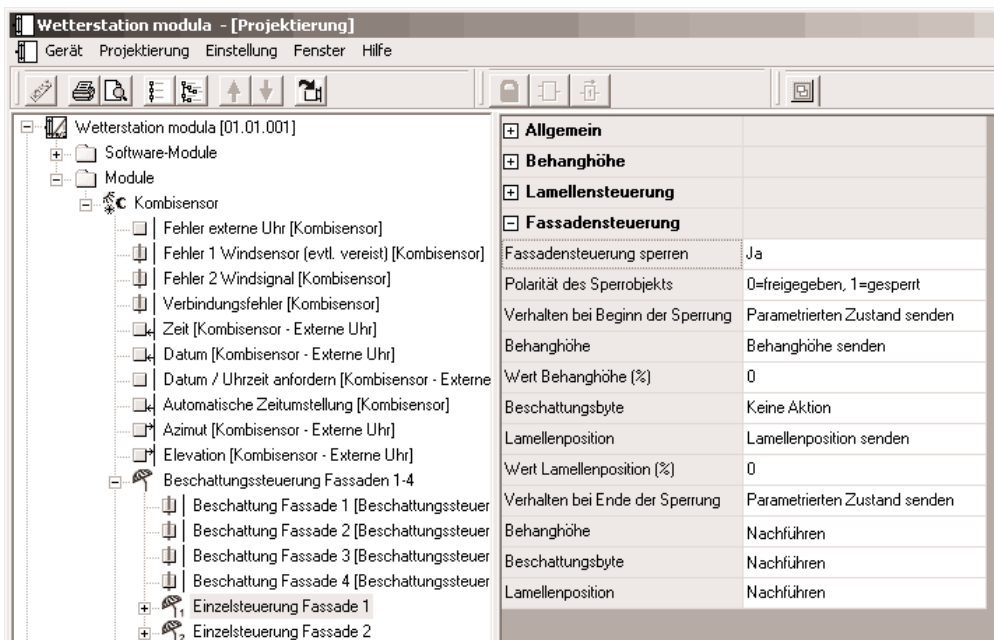 Wetterstation modula - [Projektierung]
Gerät Projektierung Einstellung Fenster Hilfe
Wetterstation modula [01.01.001]
Software-Module
Module
Kombisensor
Fehler externe Uhr [Kombisensor]
Fehler 1 Windsensor (evtl. vereist) [Kombisensor]
Fehler 2 Windsignal [Kombisensor]
Verbindungsfehler [Kombisensor]
Zeit [Kombisensor - Externe Uhr]
Datum [Kombisensor - Externe Uhr]
Datum / Uhrzeit anfordern [Kombisensor - Externe
Automatische Zeitumstellung [Kombisensor]
Azimut [Kombisensor - Externe Uhr]
Elevation [Kombisensor - Externe Uhr]
Beschattungssteuerung Fassaden 1-4
Beschattung Fassade 1 [Beschattungssteuer
Beschattung Fassade 2 [Beschattungssteuer
Beschattung Fassade 3 [Beschattungssteuer
Beschattung Fassade 4 [Beschattungssteuer
1 Einzelsteuerung Fassade 1
2 Einzelsteuerung Fassade 2
Allgemein
Behanghöhe
Lamellensteuerung
Fassadensteuerung
Fassadensteuerung sperren Ja
Polarität des Sperrobjekts 0=freigegeben, 1=gesperrt
Verhalten bei Beginn der Sperrung Parametrierten Zustand senden
Behanghöhe Behanghöhe senden
Wert Behanghöhe (%) 0
Beschattungsbyte Keine Aktion
Lamellenposition Lamellenposition senden
Wert Lamellenposition (%) 0
Verhalten bei Ende der Sperrung Parametrierten Zustand senden
Behanghöhe Nachführen
Beschattungsbyte Nachführen
Lamellenposition Nachführen